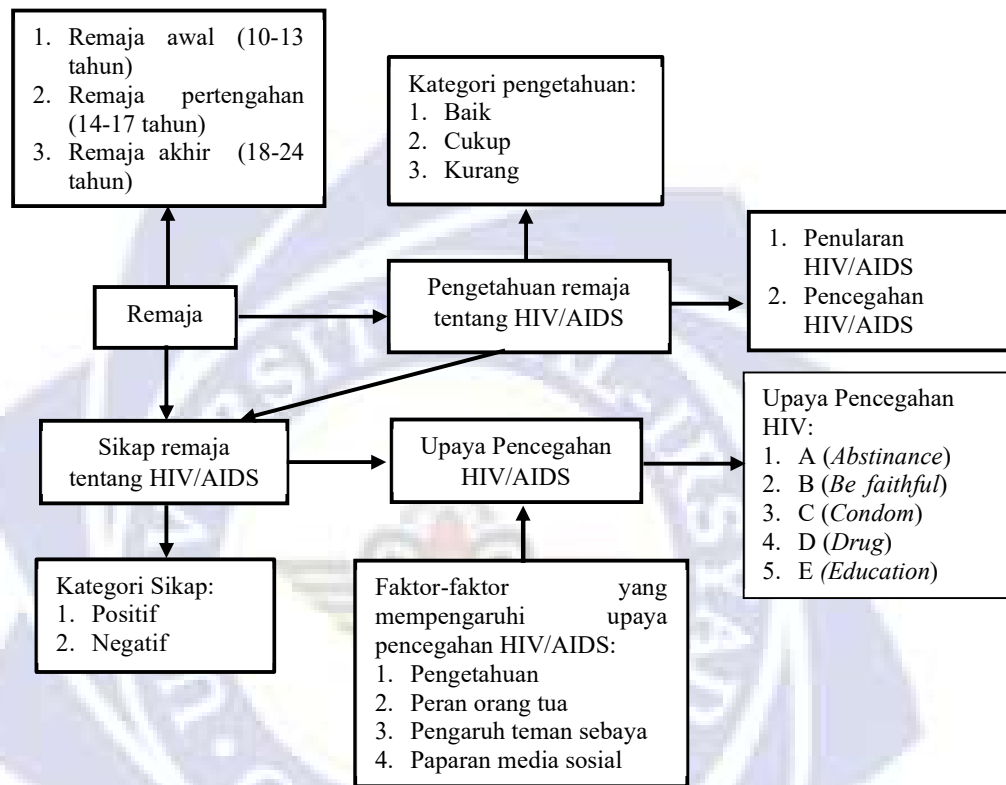 1. Remaja awal (10-13
tahun)
2. Remaja pertengahan
(14-17 tahun)
3. Remaja akhir (18-24
tahun)
Kategori pengetahuan:
1. Baik
2. Cukup
3. Kurang
Remaja
Pengetahuan remaja
tentang HIV/AIDS
1. Penularan
HIV/AIDS
2. Pencegahan
HIV/AIDS
Sikap remaja
tentang HIV/AIDS
Upaya Pencegahan
HIV/AIDS
Upaya Pencegahan
HIV:
1. A (Abstinance)
2. B (Be faithful)
3. C (Condom)
4. D (Drug)
5. E (Education)
Kategori Sikap:
1. Positif
2. Negatif
Faktor-faktor yang
mempengaruhi upaya
pencegahan HIV/AIDS:
1. Pengetahuan
2. Peran orang tua
3. Pengaruh teman sebaya
4. Paparan media sosial